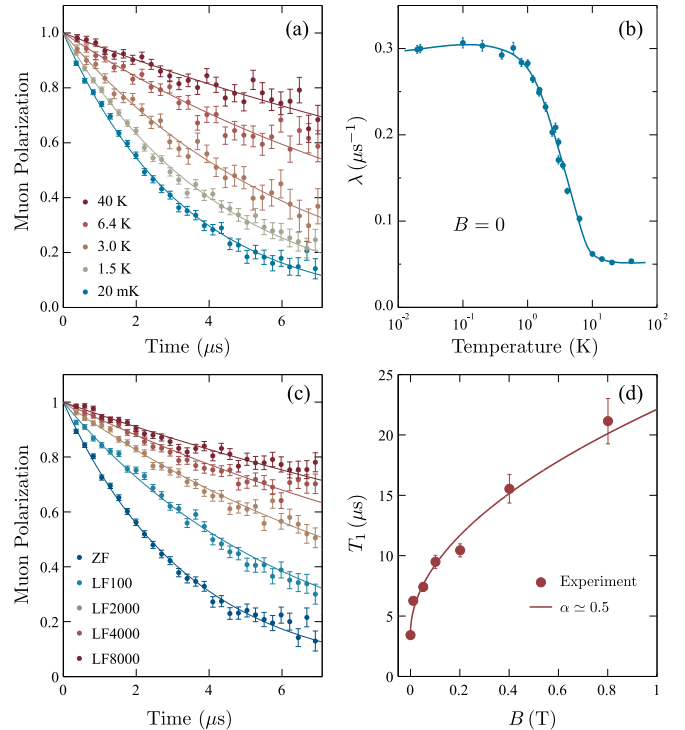 (a)
1.0
0.8
0.6
0.4
0.2
0
Muon Polarization
40 K
6.4 K
3.0 K
1.5 K
20 mK
0 2 4 6
Time (μs)
(b)
0.4
0.3
0.2
0.1
0
λ (μs⁻¹)
B = 0
10⁻² 10⁻¹ 10⁰ 10¹ 10²
Temperature (K)
(c)
1
0.8
0.6
0.4
0.2
0
Muon Polarization
ZF
LF100
LF2000
LF4000
LF8000
0 2 4 6
Time (μs)
(d)
25
20
15
10
5
0
T₁ (μs)
Experiment
α ≃ 0.5
0 0.2 0.4 0.6 0.8 1
B (T)